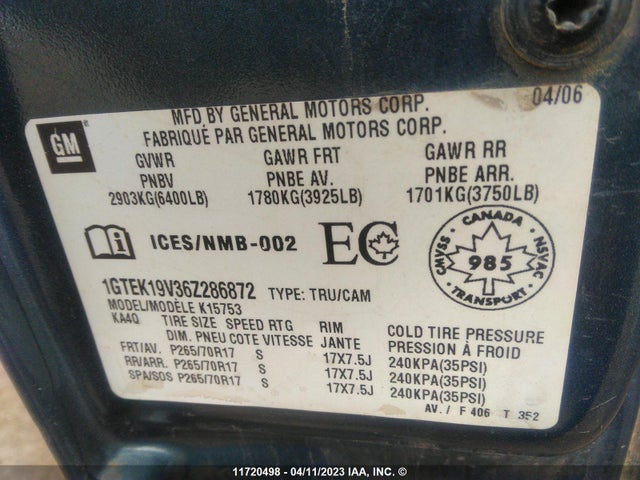 04/06
MFD BY GENERAL MOTORS CORP.
FABRIQUÉ PAR GENERAL MOTORS CORP.
GM
GVWR GAWR FRT GAWR RR
PNBV PNBE AV. PNBE ARR.
2903KG(6400LB) 1780KG(3925LB) 1701KG(3750LB)
ICES/NMB-002 EC
CANADA
CMVSS 985 NSVAC
TRANSPORT
1GTEK19V36Z286872 TYPE: TRU/CAM
MODEL/MODÈLE K15753
KA4Q TIRE SIZE SPEED RTG RIM COLD TIRE PRESSURE
DIM. PNEU COTE VITESSE JANTE PRESSION À FROID
FRT/AV. P265/70R17 S 17X7.5J 240KPA(35PSI)
RR/ARR. P265/70R17 S 17X7.5J 240KPA(35PSI)
SPA/SOS P265/70R17 S 17X7.5J 240KPA(35PSI)
AV. / F 406 T 352
11720498 - 04/11/2023 IAA, INC. ©